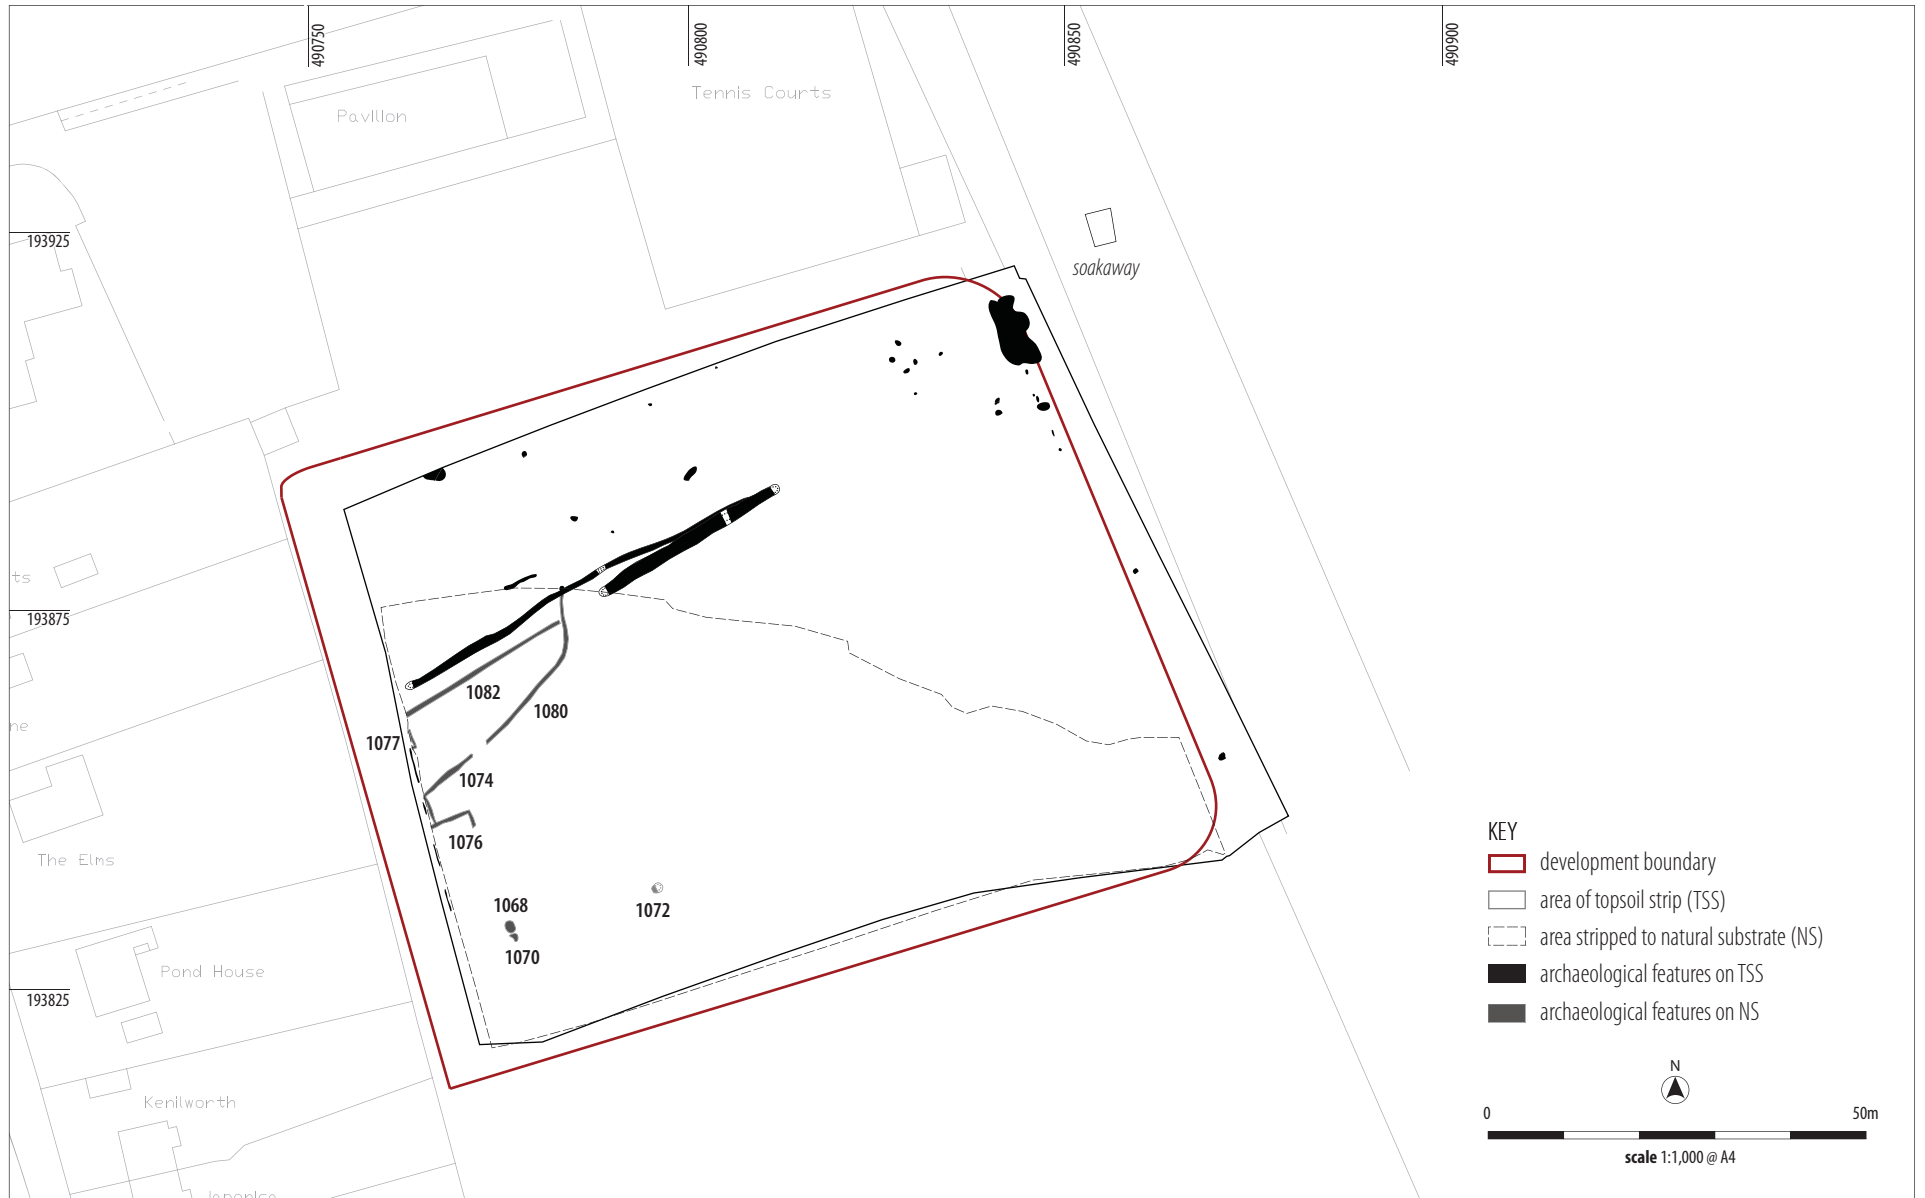 490750
490800
490850
490900
Tennis Courts
Pavilion
193925
soakaway
ts
193875
1082
1080
ne
1077
1074
1076
The Elms
1068
1072
1070
Pond House
193825
Kenilworth
KEY
development boundary
area of topsoil strip (TSS)
area stripped to natural substrate (NS)
archaeological features on TSS
archaeological features on NS
N
0 50m
scale 1:1,000 @ A4